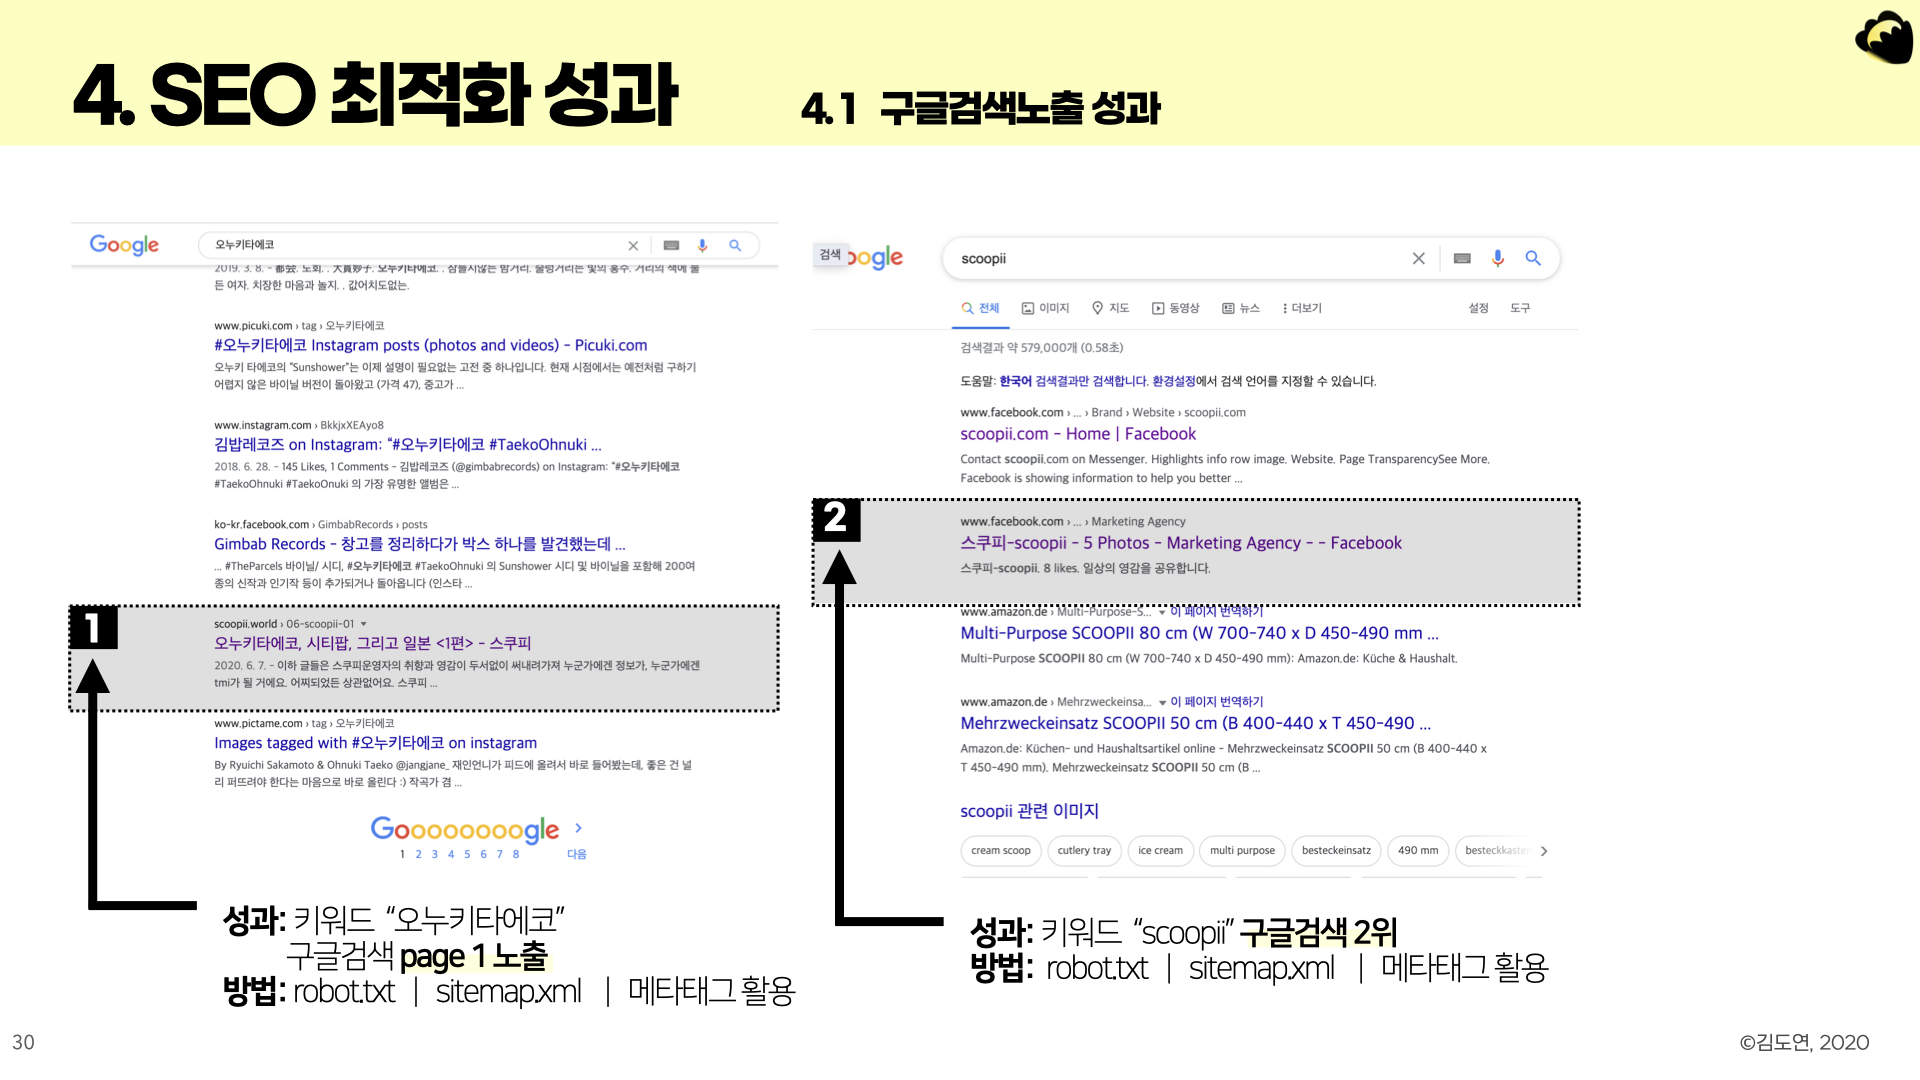 4. SEO 최적화 성과
4.1 구글검색노출 성과
Google
오누키타에코
2019. 3. 8. - 都会. 도회. . 大貫妙子. 오누키타에코. . 잠들지않는 밤거리. 출렁거리는 빛의 홍수. 거리의 색에 물
든 여자. 치장한 마음과 놀지. . 값어치도없는.
www.picuki.com › tag › 오누키타에코
#오누키타에코 Instagram posts (photos and videos) - Picuki.com
오누키 타에코의 "Sunshower"는 이제 설명이 필요없는 고전 중 하나입니다. 현재 시점에서는 예전처럼 구하기
어렵지 않은 바이닐 버전이 돌아왔고 (가격 47), 중고가 ...
www.instagram.com › BkkjxXEAyo8
김밥레코즈 on Instagram: "#오누키타에코 #TaekoOhnuki ...
2018. 6. 28. - 145 Likes, 1 Comments - 김밥레코즈 (@gimbabrecords) on Instagram: "#오누키타에코
#TaekoOhnuki #TaekoOnuki 의 가장 유명한 앨범은 ...
ko-kr.facebook.com › GimbabRecords › posts
Gimbab Records - 창고를 정리하다가 박스 하나를 발견했는데 ...
... #TheParcels 바이닐/ 시디, #오누키타에코 #TaekoOhnuki 의 Sunshower 시디 및 바이닐을 포함해 200여
종의 신작과 인기작 등이 추가되거나 돌아옵니다 (인스타 ...
1
scoopii.world › 06-scoopii-01
오누키타에코, 시티팝, 그리고 일본 <1편> - 스쿠피
2020. 6. 7. - 이하 글들은 스쿠피운영자의 취향과 영감이 두서없이 써내려가져 누군가에겐 정보가, 누군가에겐
tmi가 될 거에요. 어찌되었든 상관없어요. 스쿠피 ...
www.pictame.com › tag › 오누키타에코
Images tagged with #오누키타에코 on instagram
By Ryuichi Sakamoto & Ohnuki Taeko @jangjane_ 재인언니가 피드에 올려서 바로 들어봤는데, 좋은 건 널
리 퍼뜨려야 한다는 마음으로 바로 올린다 :) 작곡가 겸 ...
Goooooooogle
1 2 3 4 5 6 7 8 다음
성과: 키워드 “오누키타에코”
구글검색 page 1 노출
방법: robot.txt | sitemap.xml | 메타태그 활용
검색 oogle
scoopii
전체 이미지 지도 동영상 뉴스 더보기 설정 도구
검색결과 약 579,000개 (0.58초)
도움말: 한국어 검색결과만 검색합니다. 환경설정에서 검색 언어를 지정할 수 있습니다.
www.facebook.com › ... › Brand › Website › scoopii.com
scoopii.com - Home | Facebook
Contact scoopii.com on Messenger. Highlights info row image. Website. Page TransparencySee More.
Facebook is showing information to help you better ...
2
www.facebook.com › ... › Marketing Agency
스쿠피-scoopii - 5 Photos - Marketing Agency - - Facebook
스쿠피-scoopii. 8 likes. 일상의 영감을 공유합니다.
www.amazon.de › Multi-Purpose-S... 이 페이지 번역하기
Multi-Purpose SCOOPII 80 cm (W 700-740 x D 450-490 mm ...
Multi-Purpose SCOOPII 80 cm (W 700-740 x D 450-490 mm): Amazon.de: Küche & Haushalt.
www.amazon.de › Mehrzweckeinsa... 이 페이지 번역하기
Mehrzweckeinsatz SCOOPII 50 cm (B 400-440 x T 450-490 ...
Amazon.de: Küchen- und Haushaltsartikel online - Mehrzweckeinsatz SCOOPII 50 cm (B 400-440 x
T 450-490 mm). Mehrzweckeinsatz SCOOPII 50 cm (B ...
scoopii 관련 이미지
cream scoop cutlery tray ice cream multi purpose besteckeinsatz 490 mm besteckkasten
성과: 키워드 “scoopii” 구글검색 2위
방법: robot.txt | sitemap.xml | 메타태그 활용
30
©김도연, 2020